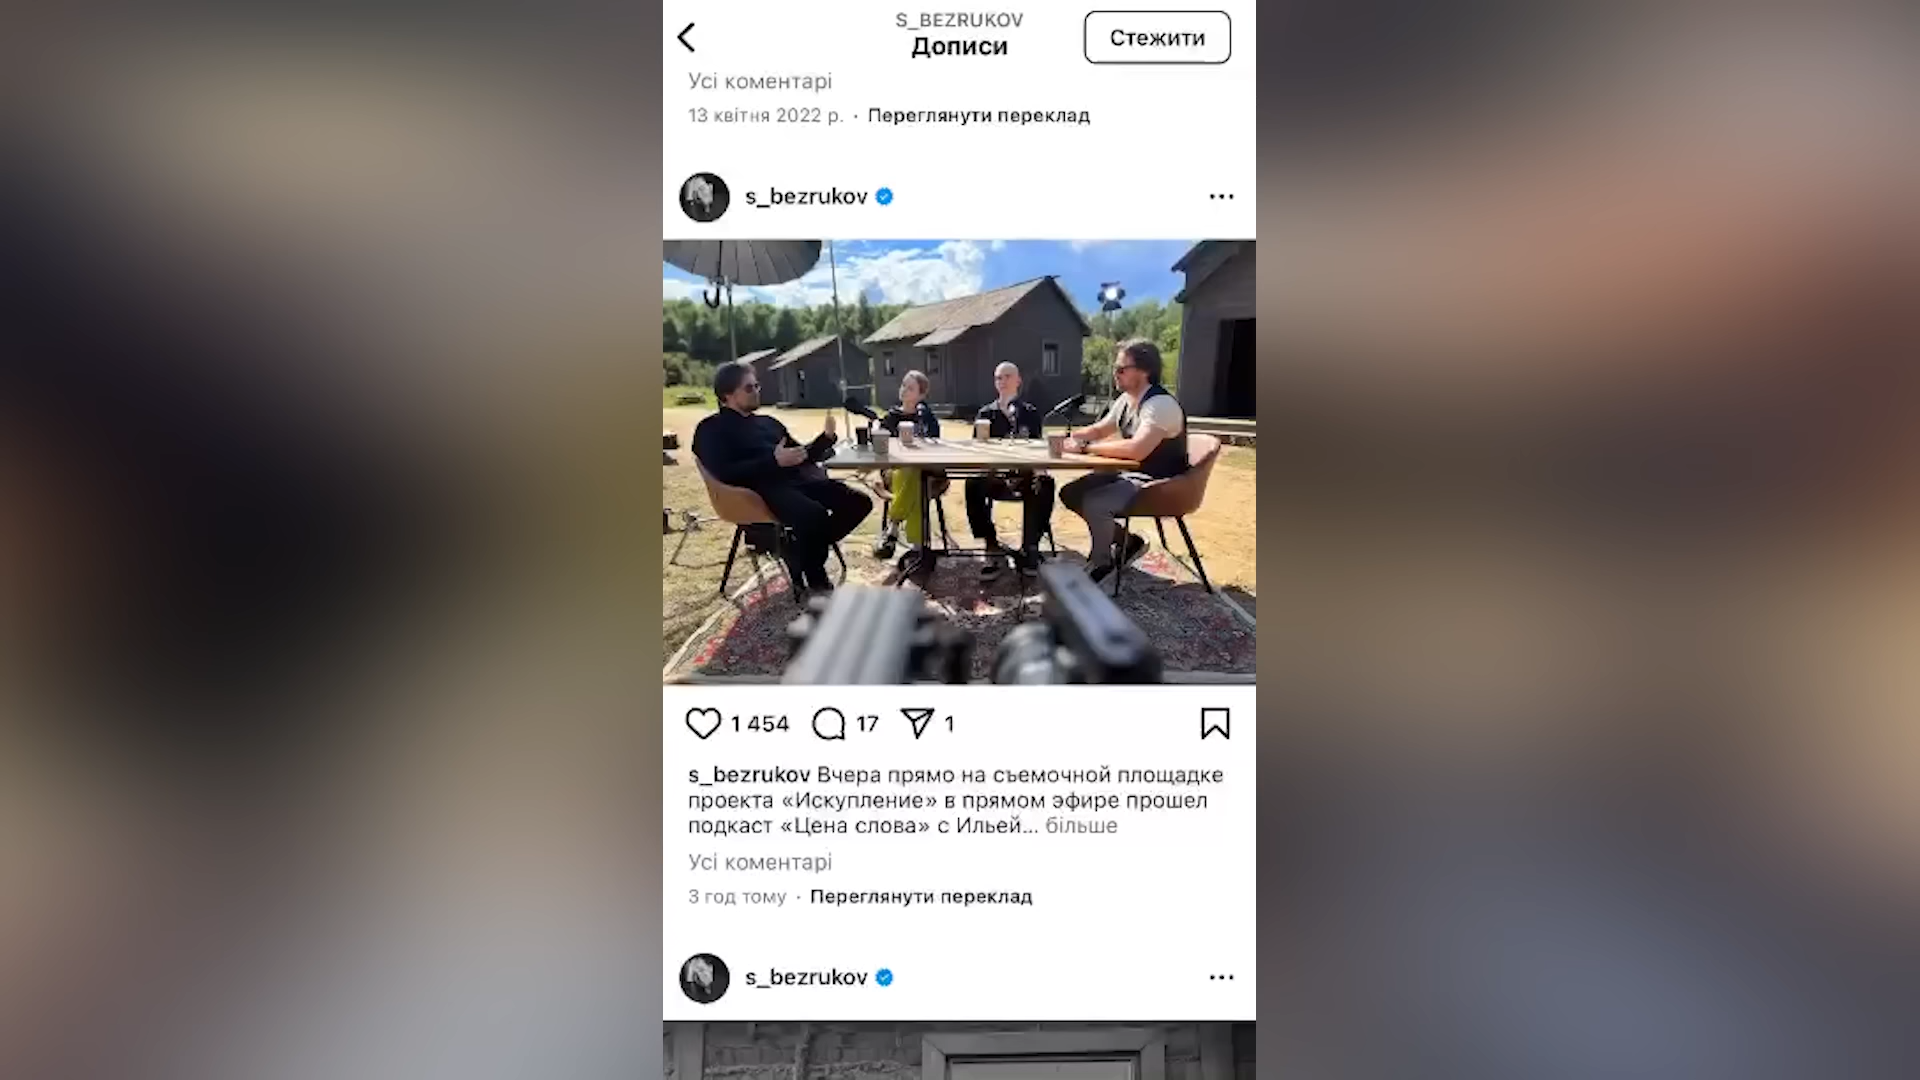 S_BEZRUKOV
Дописи
Стежити
Усі коментарі
13 квітня 2022 р. · Переглянути переклад
s_bezrukov
1 454 17 1
s_bezrukov Вчера прямо на съемочной площадке
проекта «Искупление» в прямом эфире прошел
подкаст «Цена слова» с Ильей... більше
Усі коментарі
3 год тому · Переглянути переклад
s_bezrukov